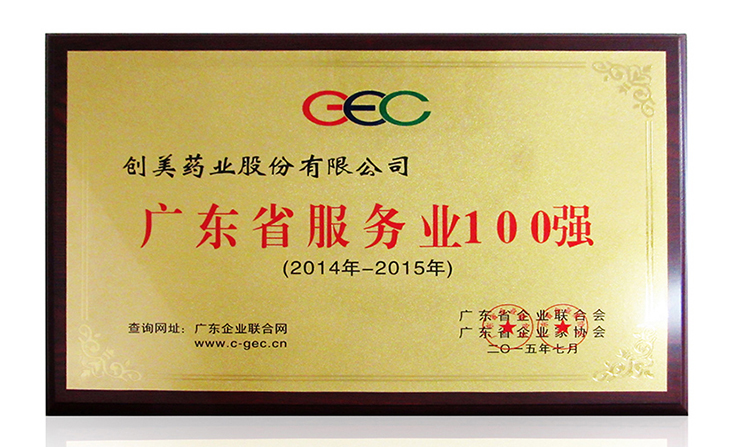 GEC
创美药业股份有限公司
广东省服务业100强
(2014年-2015年)
查询网址：广东企业联合网
www.c-gec.cn
广东省企业联合会
广东省企业家协会
二〇一五年七月